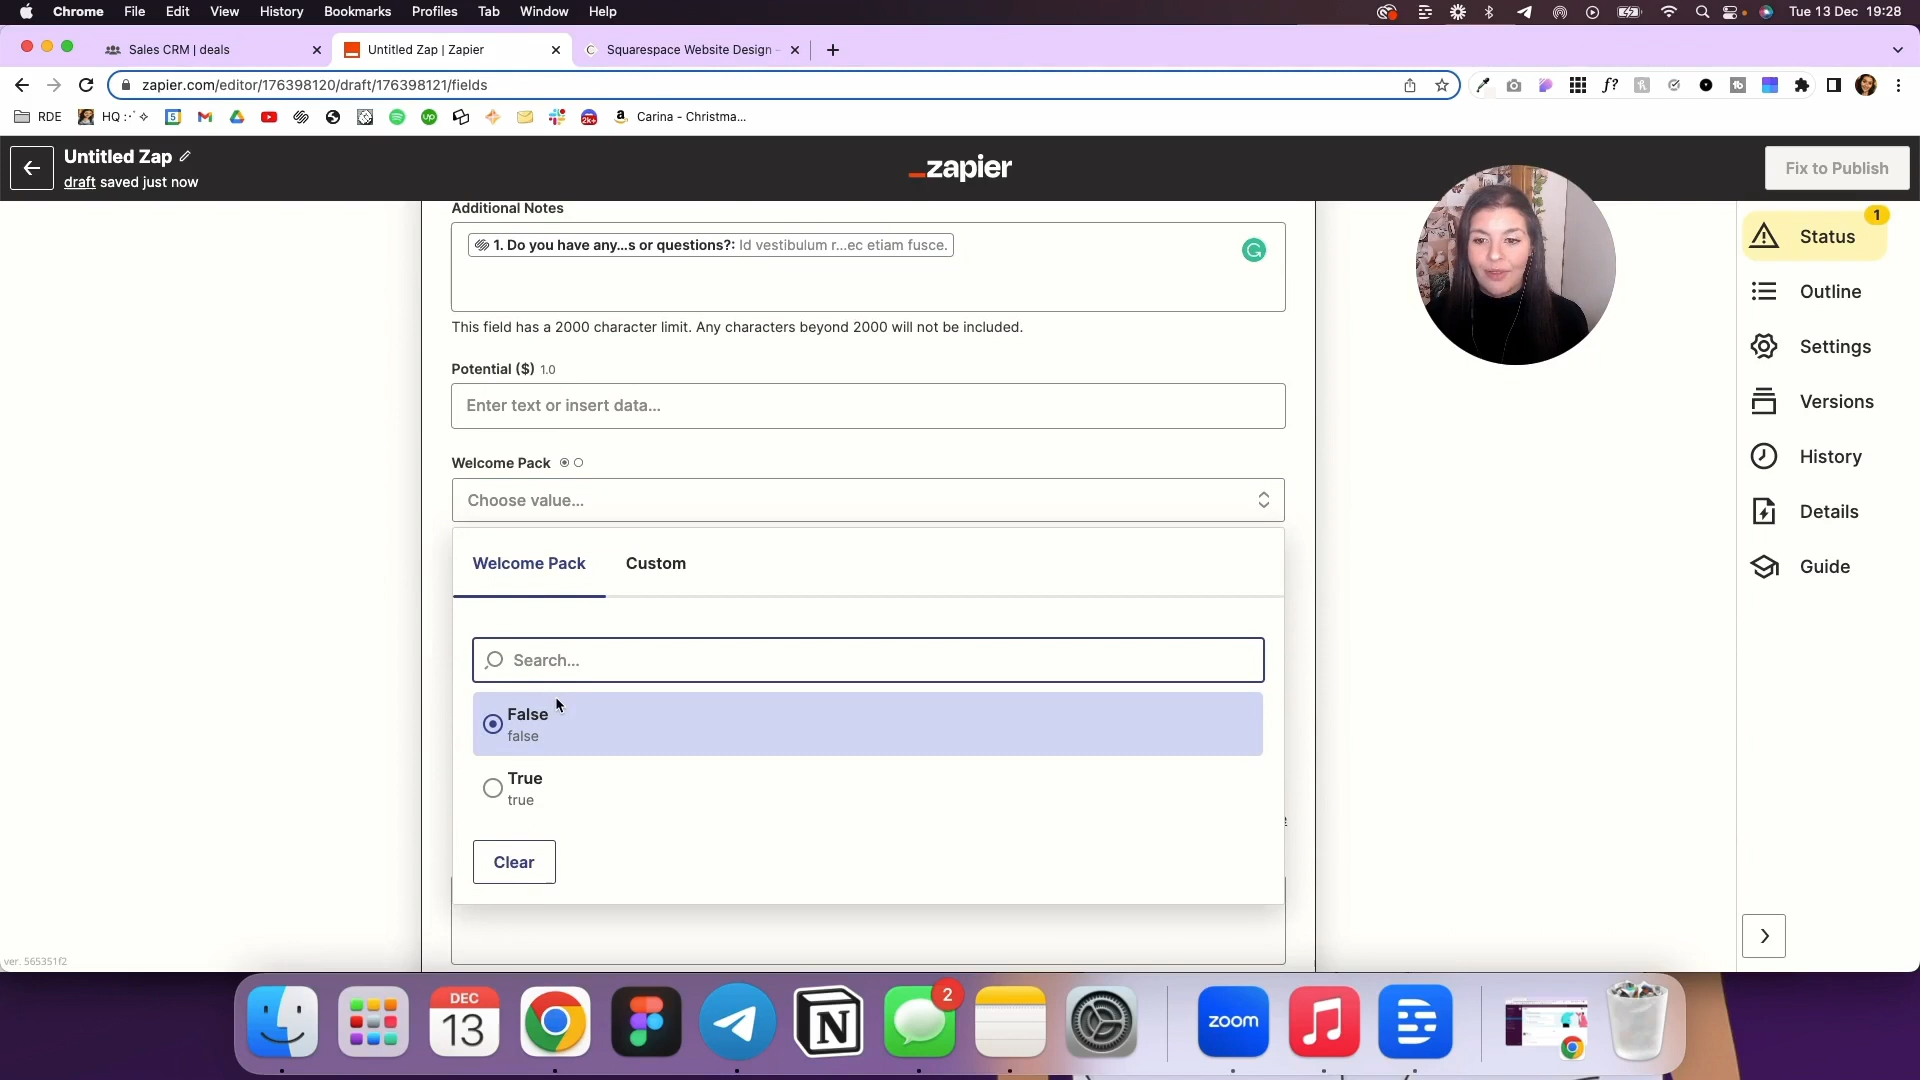 Chrome File Edit View History Bookmarks Profiles Tab Window Help Tue 13 Dec 19:28
Sales CRM | deals Untitled Zap | Zapier Squarespace Website Design -
zapier.com/editor/176398120/draft/176398121/fields
RDE HQ :· ✧ Carina - Christma...
Untitled Zap
draft saved just now
_zapier
Fix to Publish
Additional Notes
1. Do you have any...s or questions?: Id vestibulum r...ec etiam fusce.
This field has a 2000 character limit. Any characters beyond 2000 will not be included.
Potential ($) 1.0
Enter text or insert data...
Welcome Pack
Choose value...
Welcome Pack Custom
Search...
False
false
True
true
Clear
1
Status
Outline
Settings
Versions
History
Details
Guide
ver. 565351f2
DEC
13
2
zoom